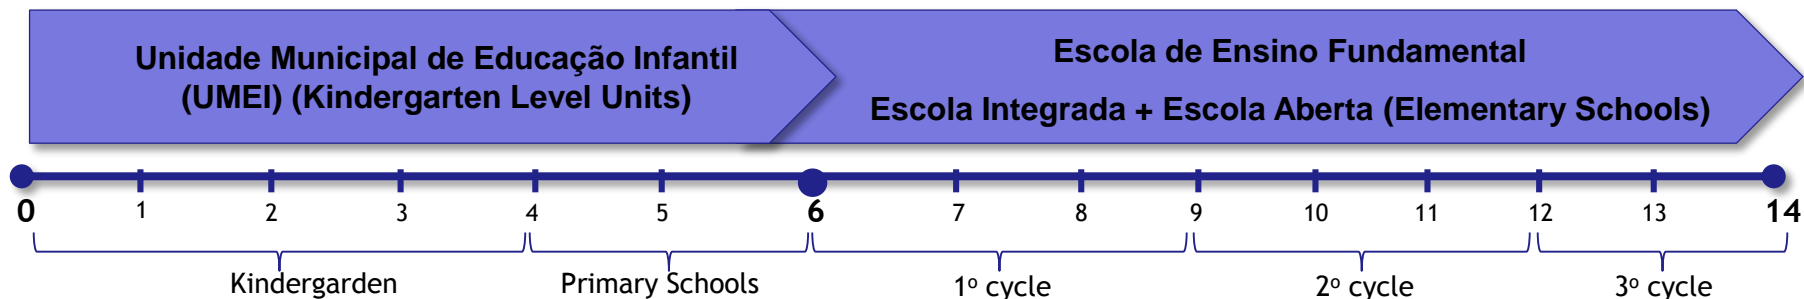 Unidade Municipal de Educação Infantil
(UMEI) (Kindergarten Level Units)
Escola de Ensino Fundamental
Escola Integrada + Escola Aberta (Elementary Schools)
0 1 2 3 4 5 6 7 8 9 10 11 12 13 14
Kindergarden Primary Schools 1º cycle 2º cycle 3º cycle